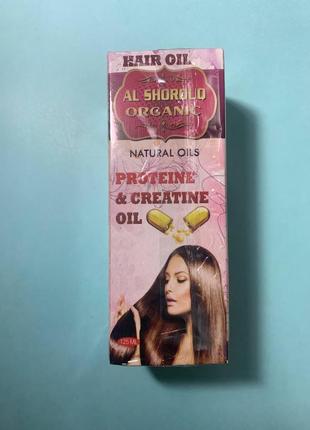 HAIR OIL
AL SHOROUQ
ORGANIC
NATURAL OILS
PROTEINE
& CREATINE
OIL
125 ML